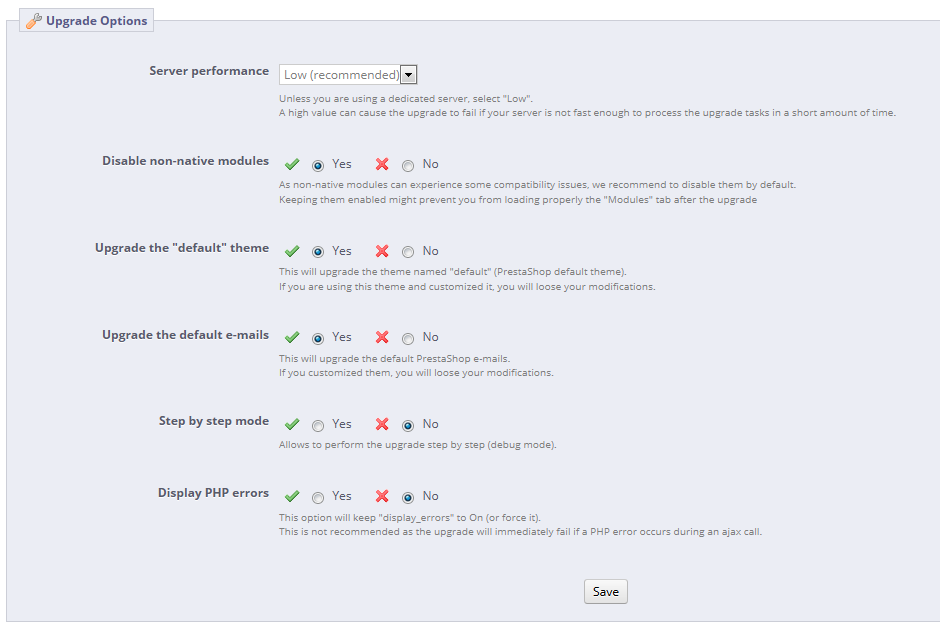 Upgrade Options
Server performance
Low (recommended)
Unless you are using a dedicated server, select "Low".
A high value can cause the upgrade to fail if your server is not fast enough to process the upgrade tasks in a short amount of time.
Disable non-native modules Yes No
As non-native modules can experience some compatibility issues, we recommend to disable them by default.
Keeping them enabled might prevent you from loading properly the "Modules" tab after the upgrade
Upgrade the "default" theme Yes No
This will upgrade the theme named "default" (PrestaShop default theme).
If you are using this theme and customized it, you will loose your modifications.
Upgrade the default e-mails Yes No
This will upgrade the default PrestaShop e-mails.
If you customized them, you will loose your modifications.
Step by step mode Yes No
Allows to perform the upgrade step by step (debug mode).
Display PHP errors Yes No
This option will keep "display_errors" to On (or force it).
This is not recommended as the upgrade will immediately fail if a PHP error occurs during an ajax call.
Save